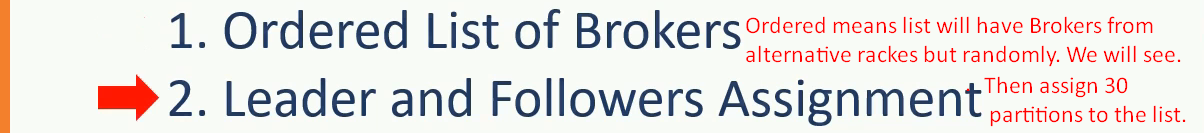 1. Ordered List of Brokers
Ordered means list will have Brokers from
alternative rackes but randomly. We will see.
2. Leader and Followers Assignment
Then assign 30
partitions to the list.